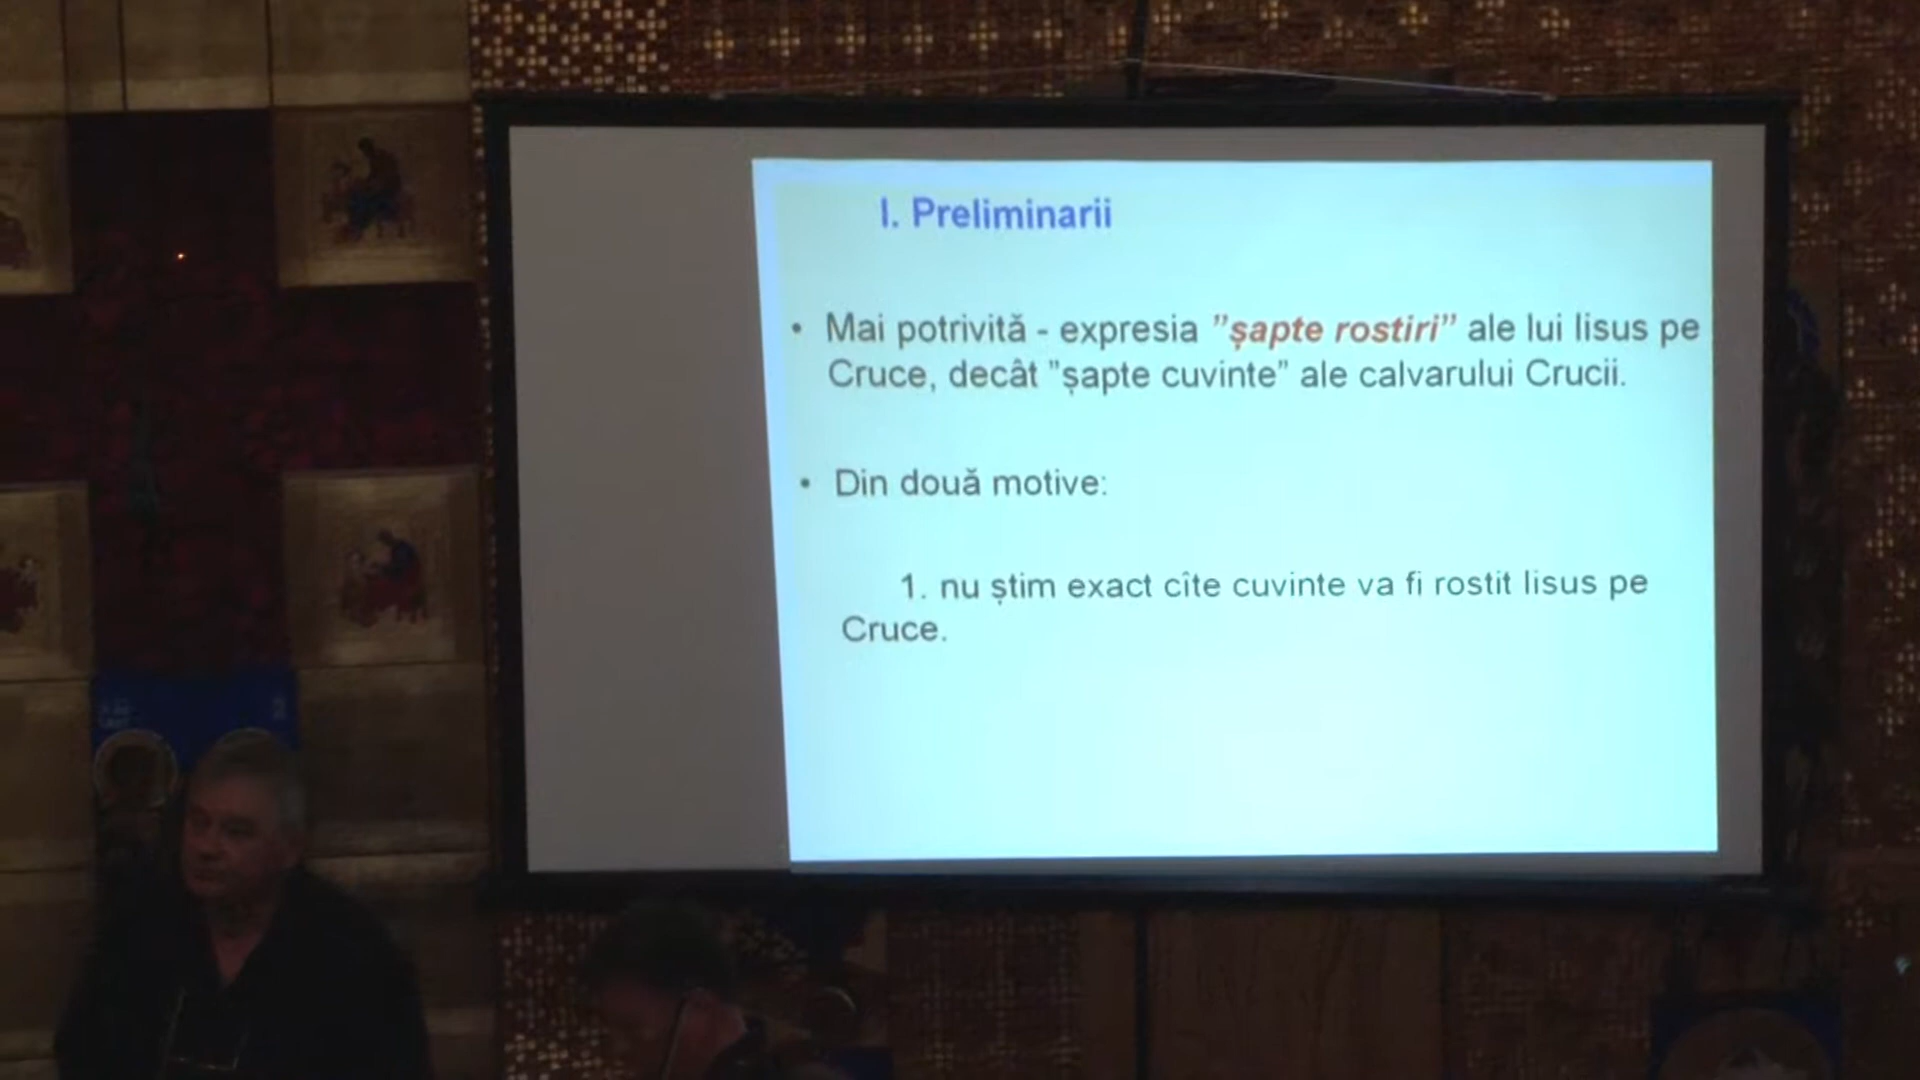 I. Preliminarii
• Mai potrivită - expresia ”șapte rostiri” ale lui Iisus pe
Cruce, decât ”șapte cuvinte” ale calvarului Crucii.
• Din două motive:
1. nu știm exact cîte cuvinte va fi rostit Iisus pe
Cruce.